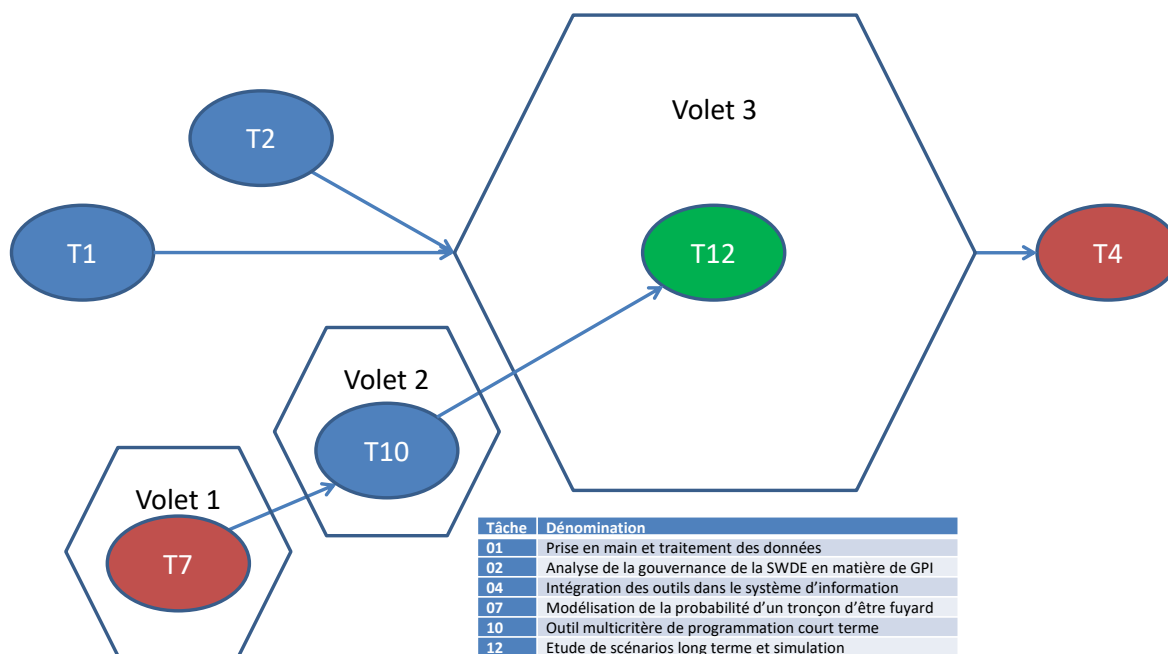 Volet 3
T2
T1
T12
T4
Volet 2
T10
Volet 1
T7
Tâche Dénomination
01 Prise en main et traitement des données
02 Analyse de la gouvernance de la SWDE en matière de GPI
04 Intégration des outils dans le système d'information
07 Modélisation de la probabilité d'un tronçon d'être fuyard
10 Outil multicritère de programmation court terme
12 Etude de scénarios long terme et simulation